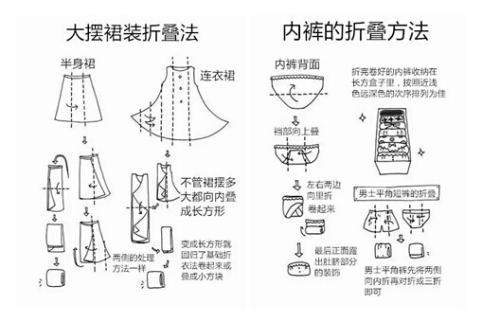 大摆裙装折叠法
半身裙
连衣裙
不管裙摆多
大都向内叠
成长方形
两侧的处理
方法一样
变成长方形就
回归了基础折
衣法卷起来或
叠成小方块
内裤的折叠方法
内裤背面
裆部向上叠
左右两边
向里折
卷起来
最后正面露
出肚脐部分
的装饰
折完卷好的内裤收纳在
长方盒子里，按照近浅
色远深色的次序排列为佳
男士平角短裤的折叠
男士平角裤先将两侧
向内折再对折或三折
即可